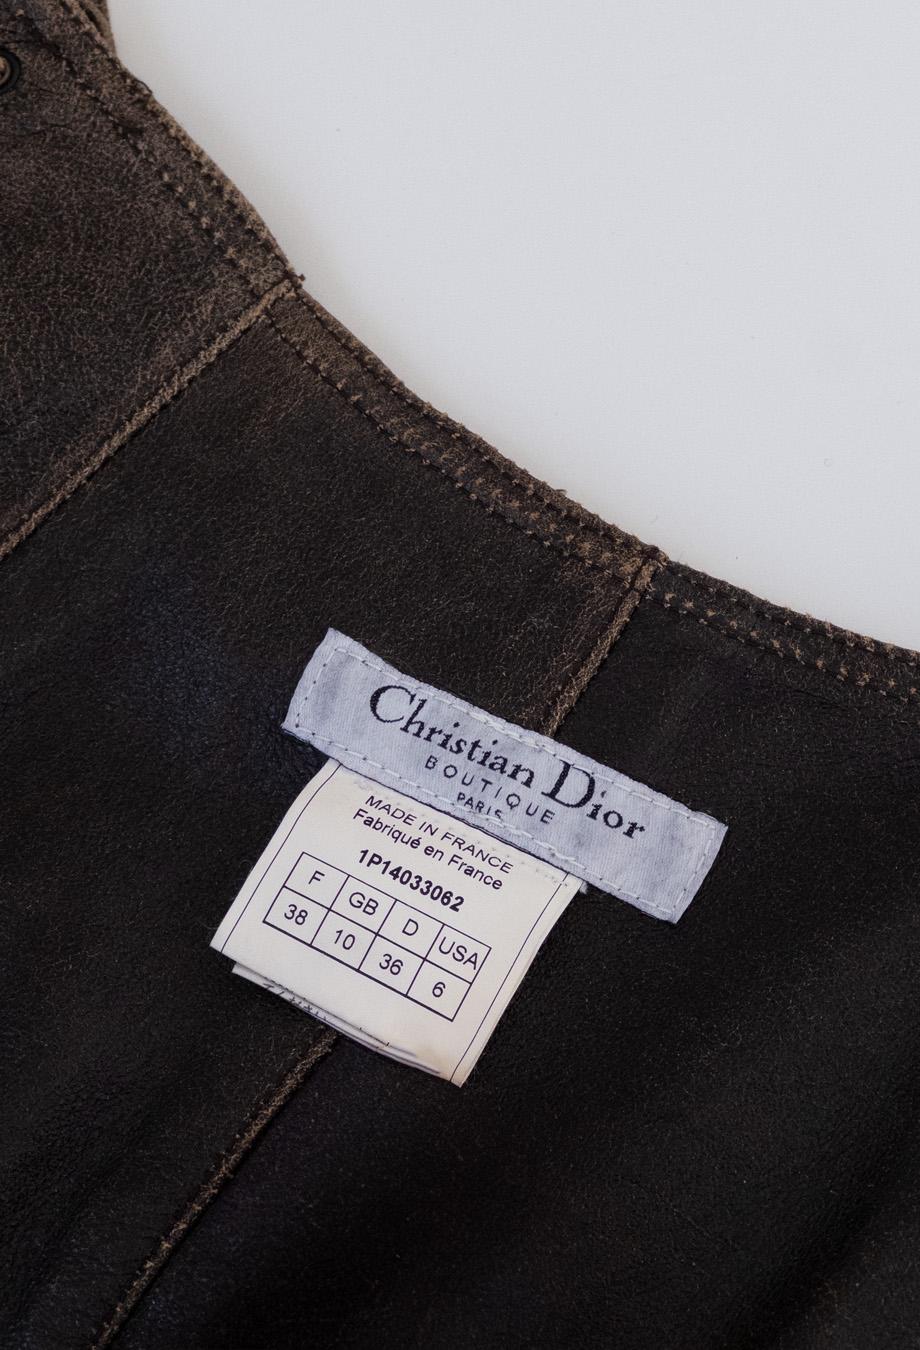 Christian Dior
BOUTIQUE
PARIS
MADE IN FRANCE
Fabriqué en France
1P14033062
F GB D USA
38 10 36 6